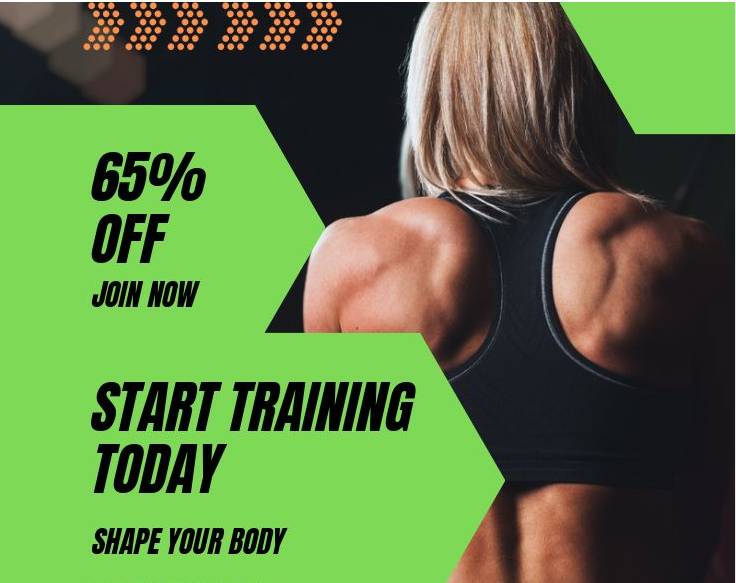 65%
OFF
JOIN NOW
START TRAINING
TODAY
SHAPE YOUR BODY